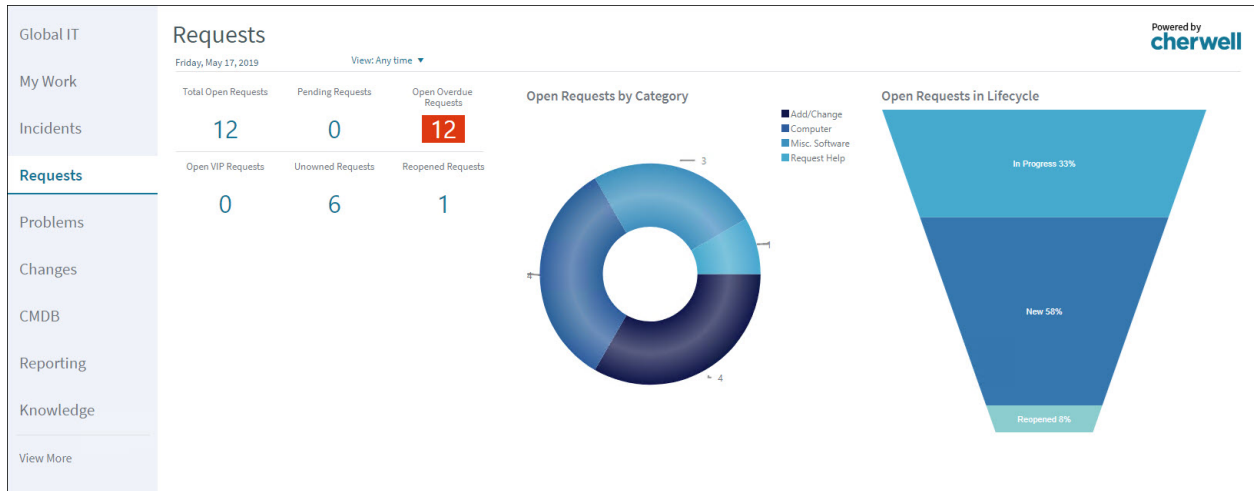 Global IT
My Work
Incidents
Requests
Problems
Changes
CMDB
Reporting
Knowledge
View More
Requests
Friday, May 17, 2019
View: Any time
Powered by
cherwell
Total Open Requests
12
Pending Requests
0
Open Overdue
Requests
12
Open VIP Requests
0
Unowned Requests
6
Reopened Requests
1
Open Requests by Category
Add/Change
Computer
Misc. Software
Request Help
3
1
4
4
Open Requests in Lifecycle
In Progress 33%
New 58%
Reopened 8%